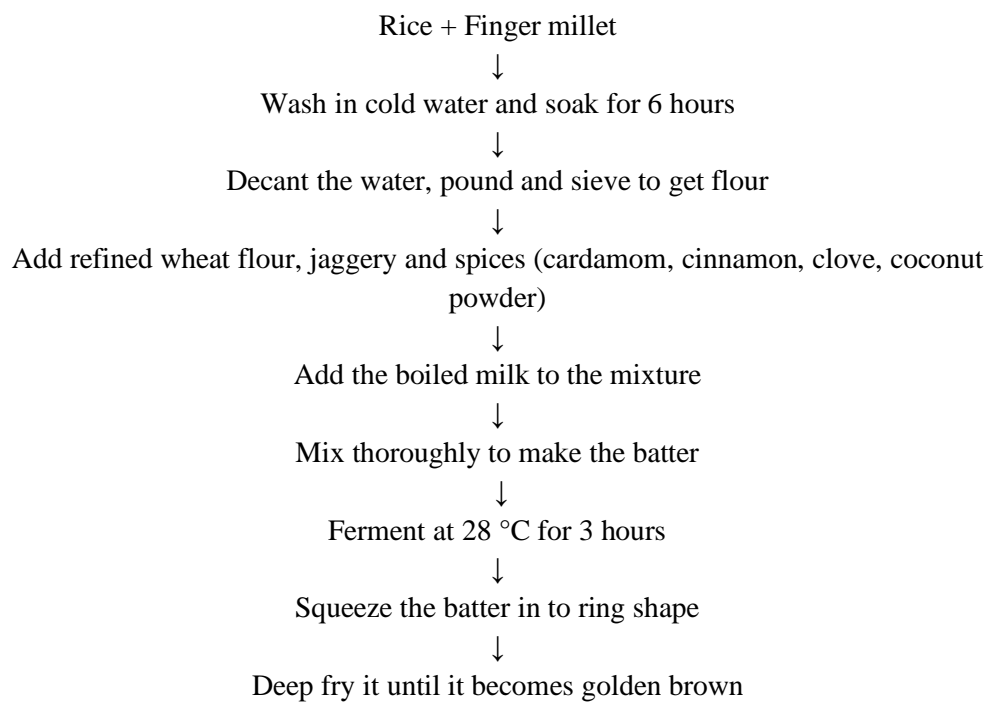 Rice + Finger millet
↓
Wash in cold water and soak for 6 hours
↓
Decant the water, pound and sieve to get flour
↓
Add refined wheat flour, jaggery and spices (cardamom, cinnamon, clove, coconut
powder)
↓
Add the boiled milk to the mixture
↓
Mix thoroughly to make the batter
↓
Ferment at 28 °C for 3 hours
↓
Squeeze the batter in to ring shape
↓
Deep fry it until it becomes golden brown